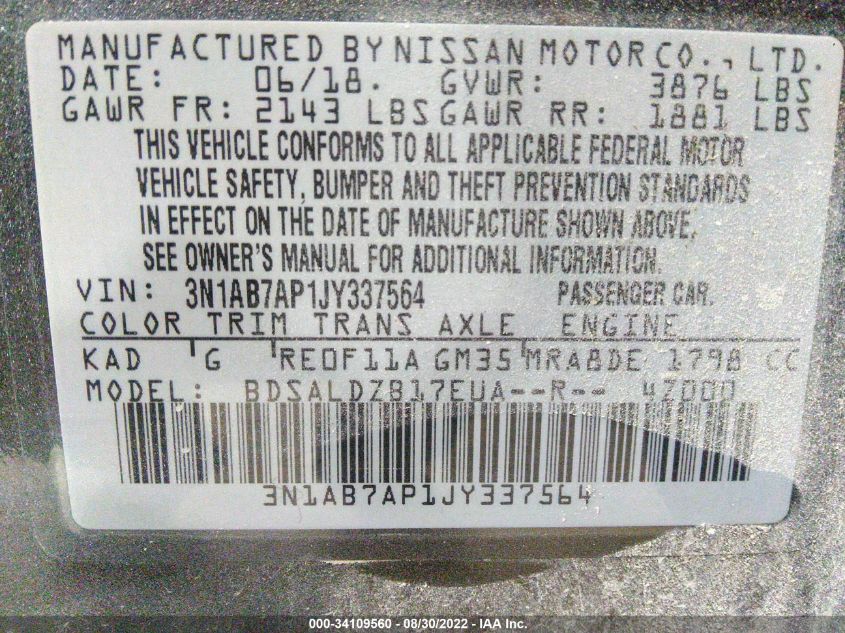 MANUFACTURED BY NISSAN MOTOR CO., LTD.
DATE: 06/18. GVWR: 3876 LBS
GAWR FR: 2143 LBS GAWR RR: 1881 LBS
THIS VEHICLE CONFORMS TO ALL APPLICABLE FEDERAL MOTOR
VEHICLE SAFETY, BUMPER AND THEFT PREVENTION STANDARDS
IN EFFECT ON THE DATE OF MANUFACTURE SHOWN ABOVE.
SEE OWNER'S MANUAL FOR ADDITIONAL INFORMATION.
VIN: 3N1AB7AP1JY337564 PASSENGER CAR.
COLOR TRIM TRANS AXLE ENGINE
KAD G RE0F11A GM35 MRA8DE 1798 CC
MODEL: BDSALDZB17EUA--R-- 4Z000
3N1AB7AP1JY337564
000-34109560 - 08/30/2022 - IAA Inc.